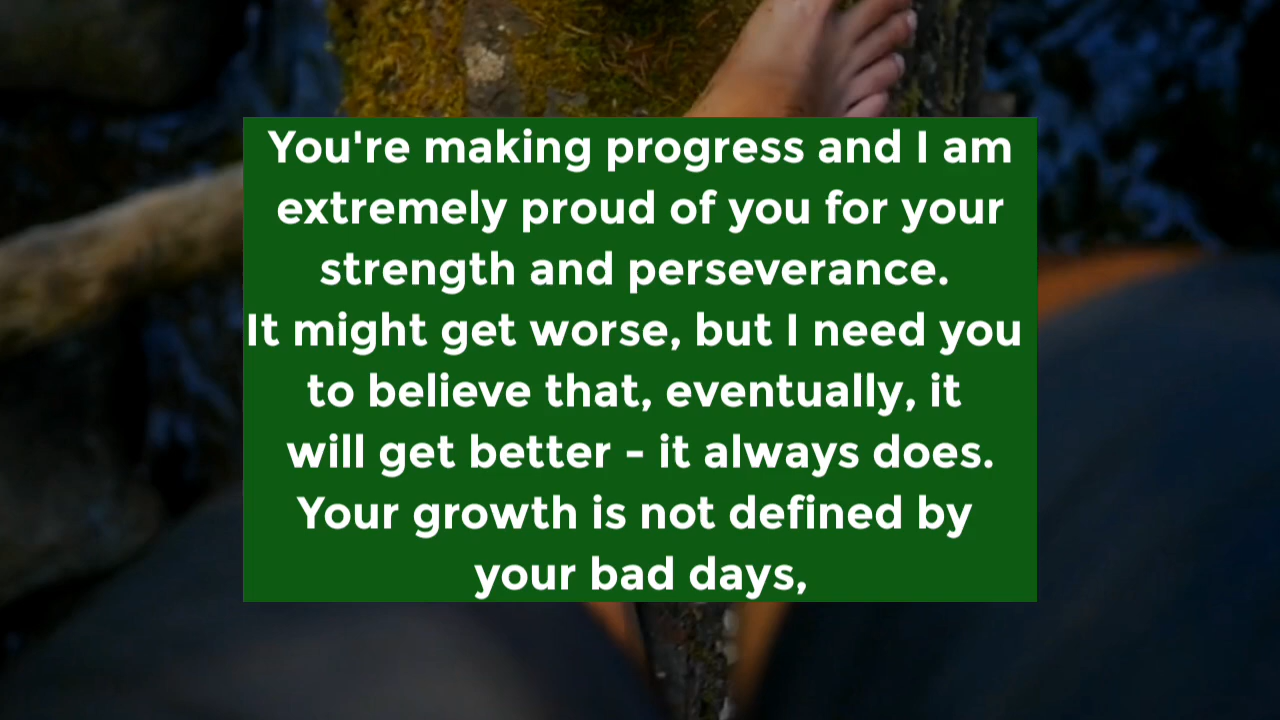 You're making progress and I am
extremely proud of you for your
strength and perseverance.
It might get worse, but I need you
to believe that, eventually, it
will get better - it always does.
Your growth is not defined by
your bad days,